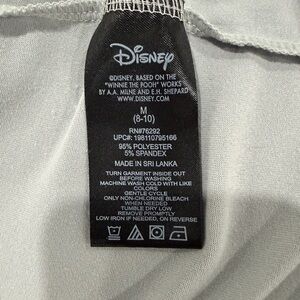 Disney
©DISNEY, BASED ON THE
"WINNIE THE POOH" WORKS
BY A.A. MILNE AND E.H. SHEPARD
WWW.DISNEY.COM
M
(8-10)
RN#76292
UPC#: 198110795166
95% POLYESTER
5% SPANDEX
MADE IN SRI LANKA
TURN GARMENT INSIDE OUT
BEFORE WASHING
MACHINE WASH COLD WITH LIKE
COLORS
GENTLE CYCLE
ONLY NON-CHLORINE BLEACH
WHEN NEEDED
TUMBLE DRY LOW
REMOVE PROMPTLY
LOW IRON IF NEEDED, ON REVERSE